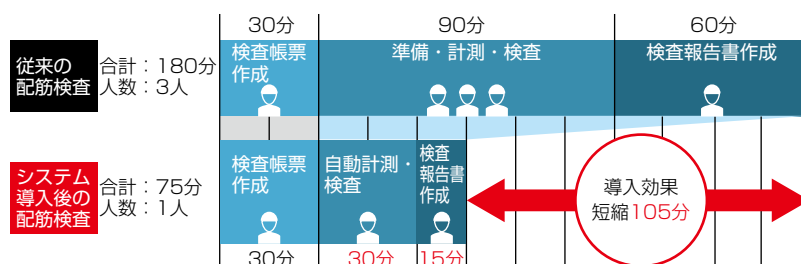 30分
90分
60分
従来の
配筋検査
合計：180分
人数：3人
検査帳票
作成
準備・計測・検査
検査報告書作成
システム
導入後の
配筋検査
合計：75分
人数：1人
検査帳票
作成
自動計測・
検査
検査
報告書
作成
導入効果
短縮105分
30分
30分
15分